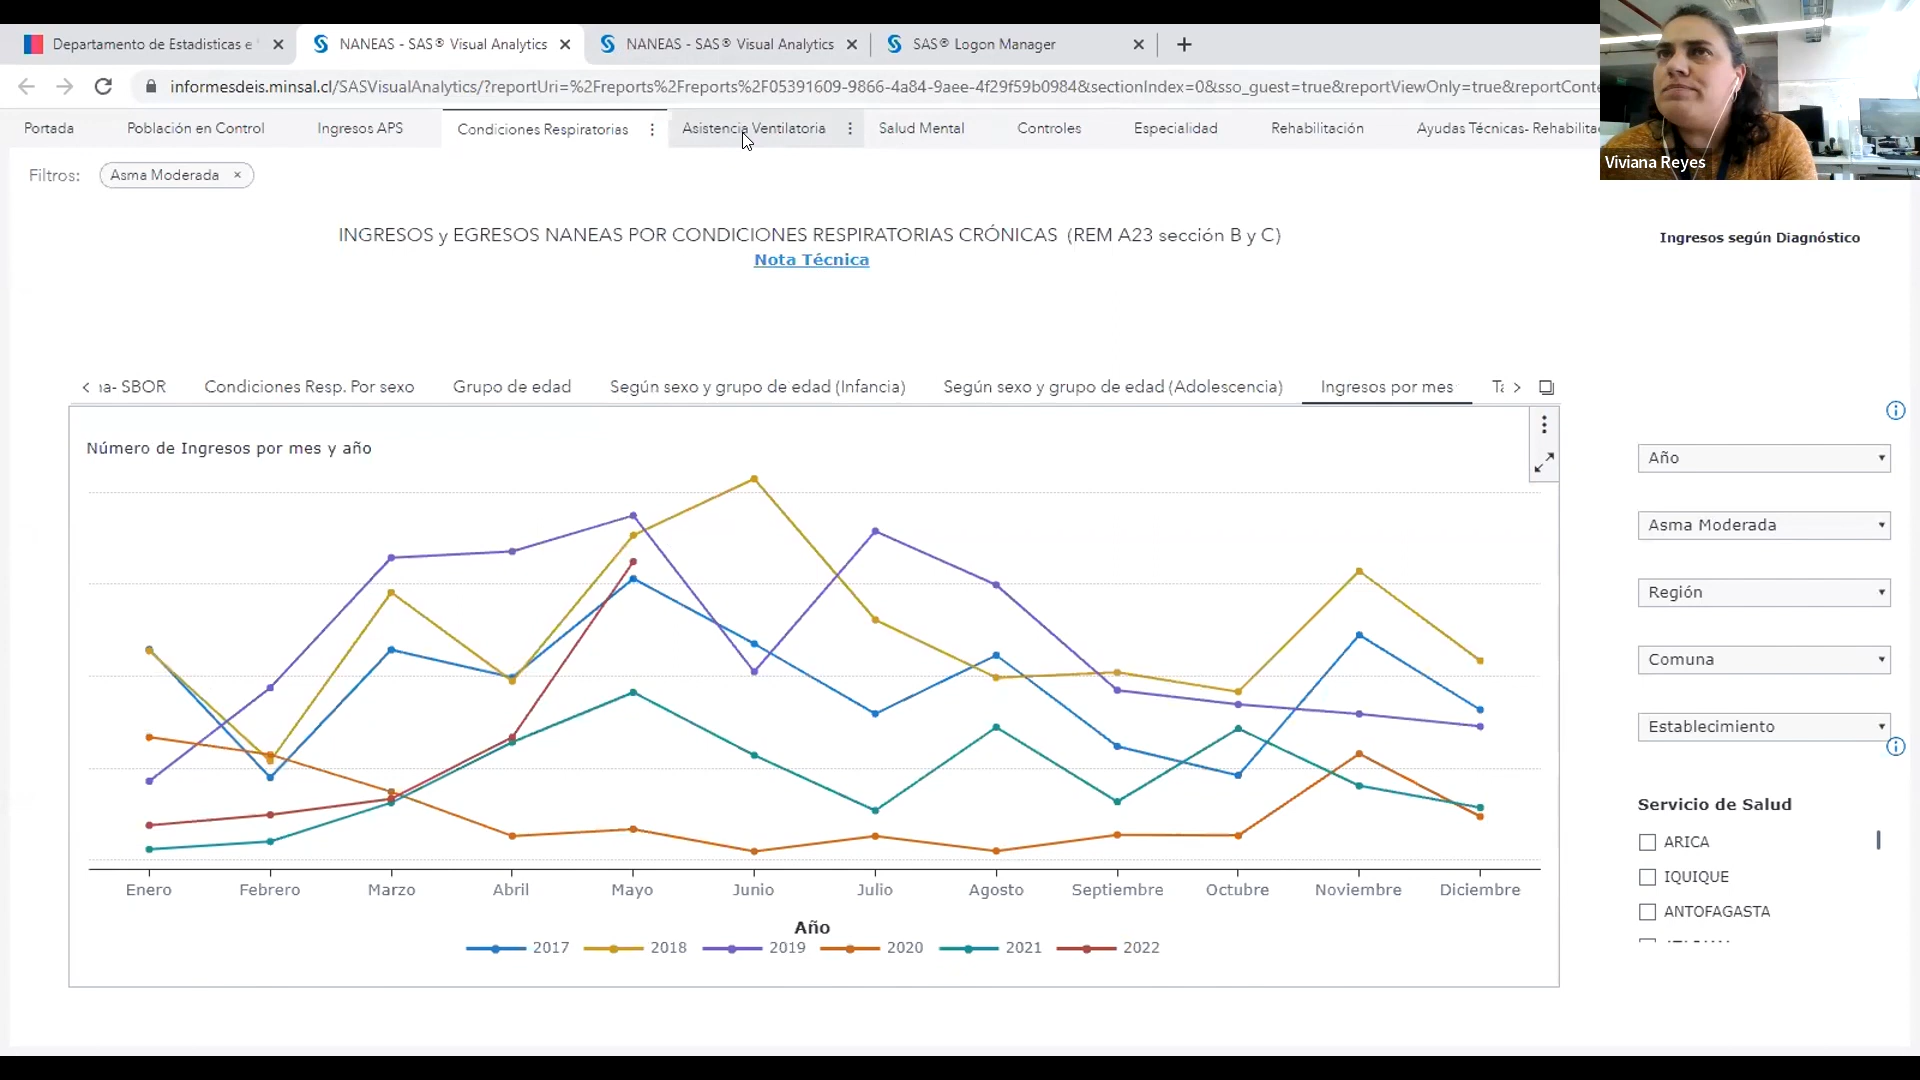 Departamento de Estadisticas e
NANEAS - SAS® Visual Analytics
NANEAS - SAS® Visual Analytics
SAS® Logon Manager
informesdeis.minsal.cl/SASVisualAnalytics/?reportUri=%2Freports%2Freports%2F05391609-9866-4a84-9aee-4f29f59b0984&sectionIndex=0&sso_guest=true&reportViewOnly=true&reportConte
Viviana Reyes
Portada
Población en Control
Ingresos APS
Condiciones Respiratorias
Asistencia Ventilatoria
Salud Mental
Controles
Especialidad
Rehabilitación
Ayudas Técnicas- Rehabilita
Filtros:
Asma Moderada ×
INGRESOS y EGRESOS NANEAS POR CONDICIONES RESPIRATORIAS CRÓNICAS (REM A23 sección B y C)
Nota Técnica
Ingresos según Diagnóstico
na- SBOR
Condiciones Resp. Por sexo
Grupo de edad
Según sexo y grupo de edad (Infancia)
Según sexo y grupo de edad (Adolescencia)
Ingresos por mes
Número de Ingresos por mes y año
Enero
Febrero
Marzo
Abril
Mayo
Junio
Julio
Agosto
Septiembre
Octubre
Noviembre
Diciembre
Año
2017
2018
2019
2020
2021
2022
Año
Asma Moderada
Región
Comuna
Establecimiento
Servicio de Salud
ARICA
IQUIQUE
ANTOFAGASTA